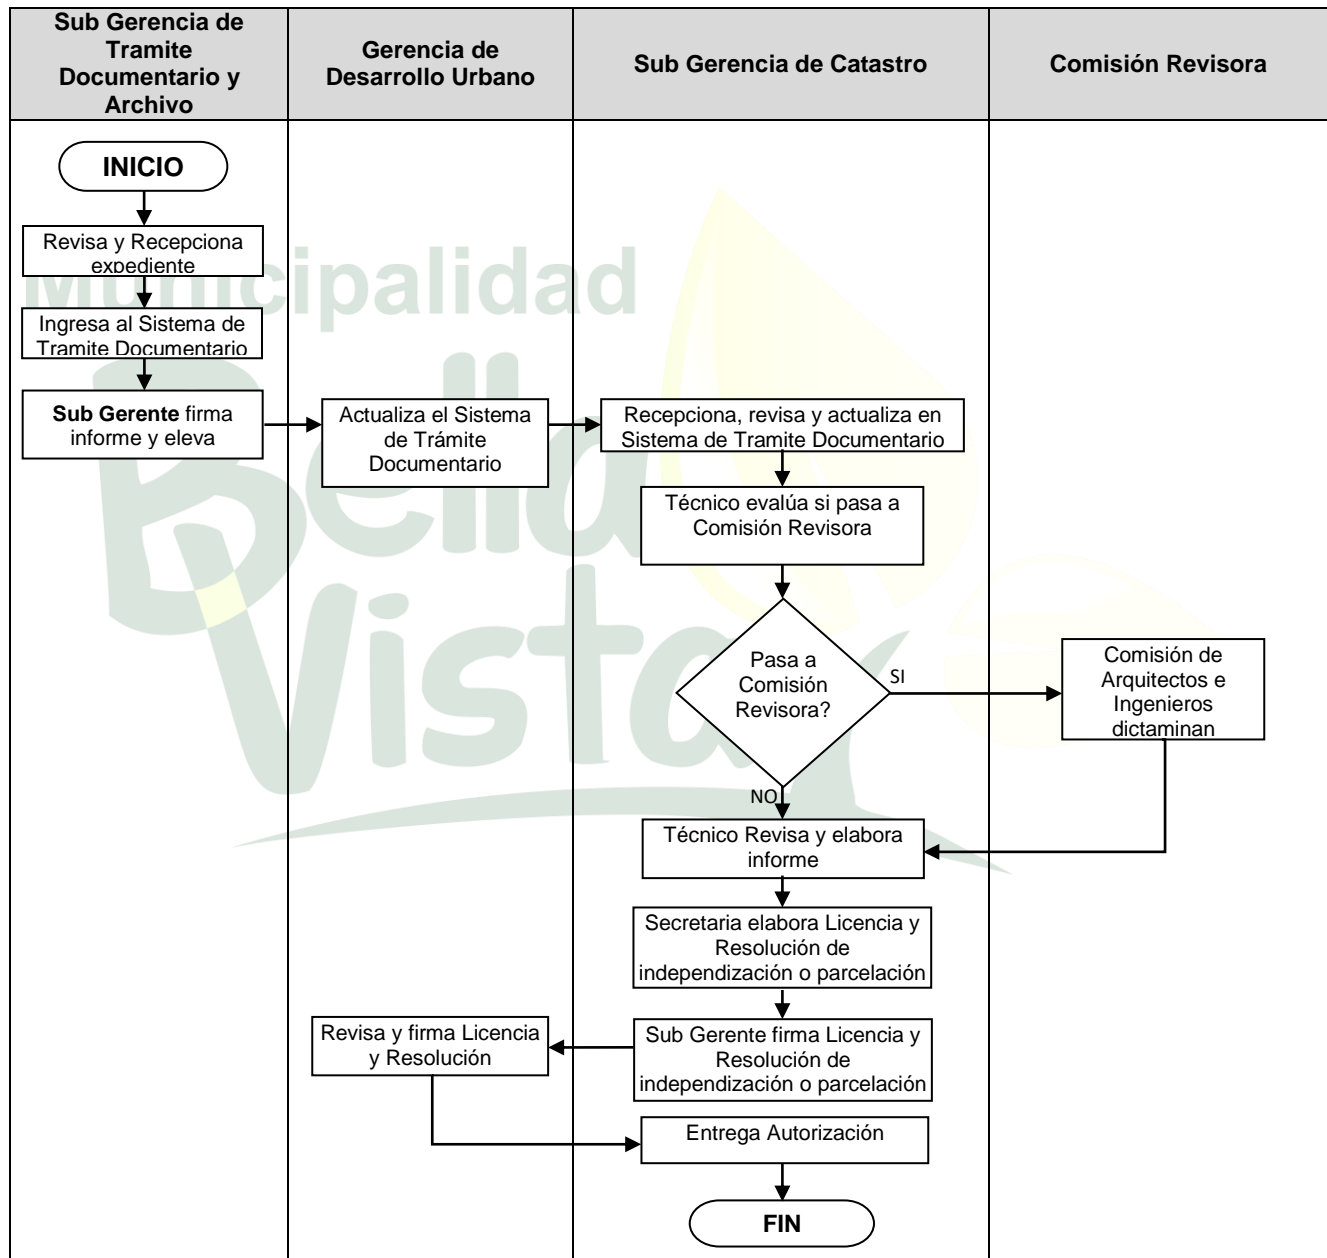 Sub Gerencia de
Tramite
Documentario y
Archivo
Gerencia de
Desarrollo Urbano
Sub Gerencia de Catastro
Comisión Revisora
INICIO
Revisa y Recepciona
expediente
Municipalidad
Ingresa al Sistema de
Tramite Documentario
Sub Gerente firma
informe y eleva
Actualiza el Sistema
de Trámite
Documentario
Recepciona, revisa y actualiza en
Sistema de Tramite Documentario
Bella
Vista
Técnico evalúa si pasa a
Comisión Revisora
Pasa a
Comisión
Revisora?
SI
Comisión de
Arquitectos e
Ingenieros
dictaminan
NO
Técnico Revisa y elabora
informe
Secretaria elabora Licencia y
Resolución de
independización o parcelación
Sub Gerente firma Licencia y
Resolución de
independización o parcelación
Revisa y firma Licencia
y Resolución
Entrega Autorización
FIN